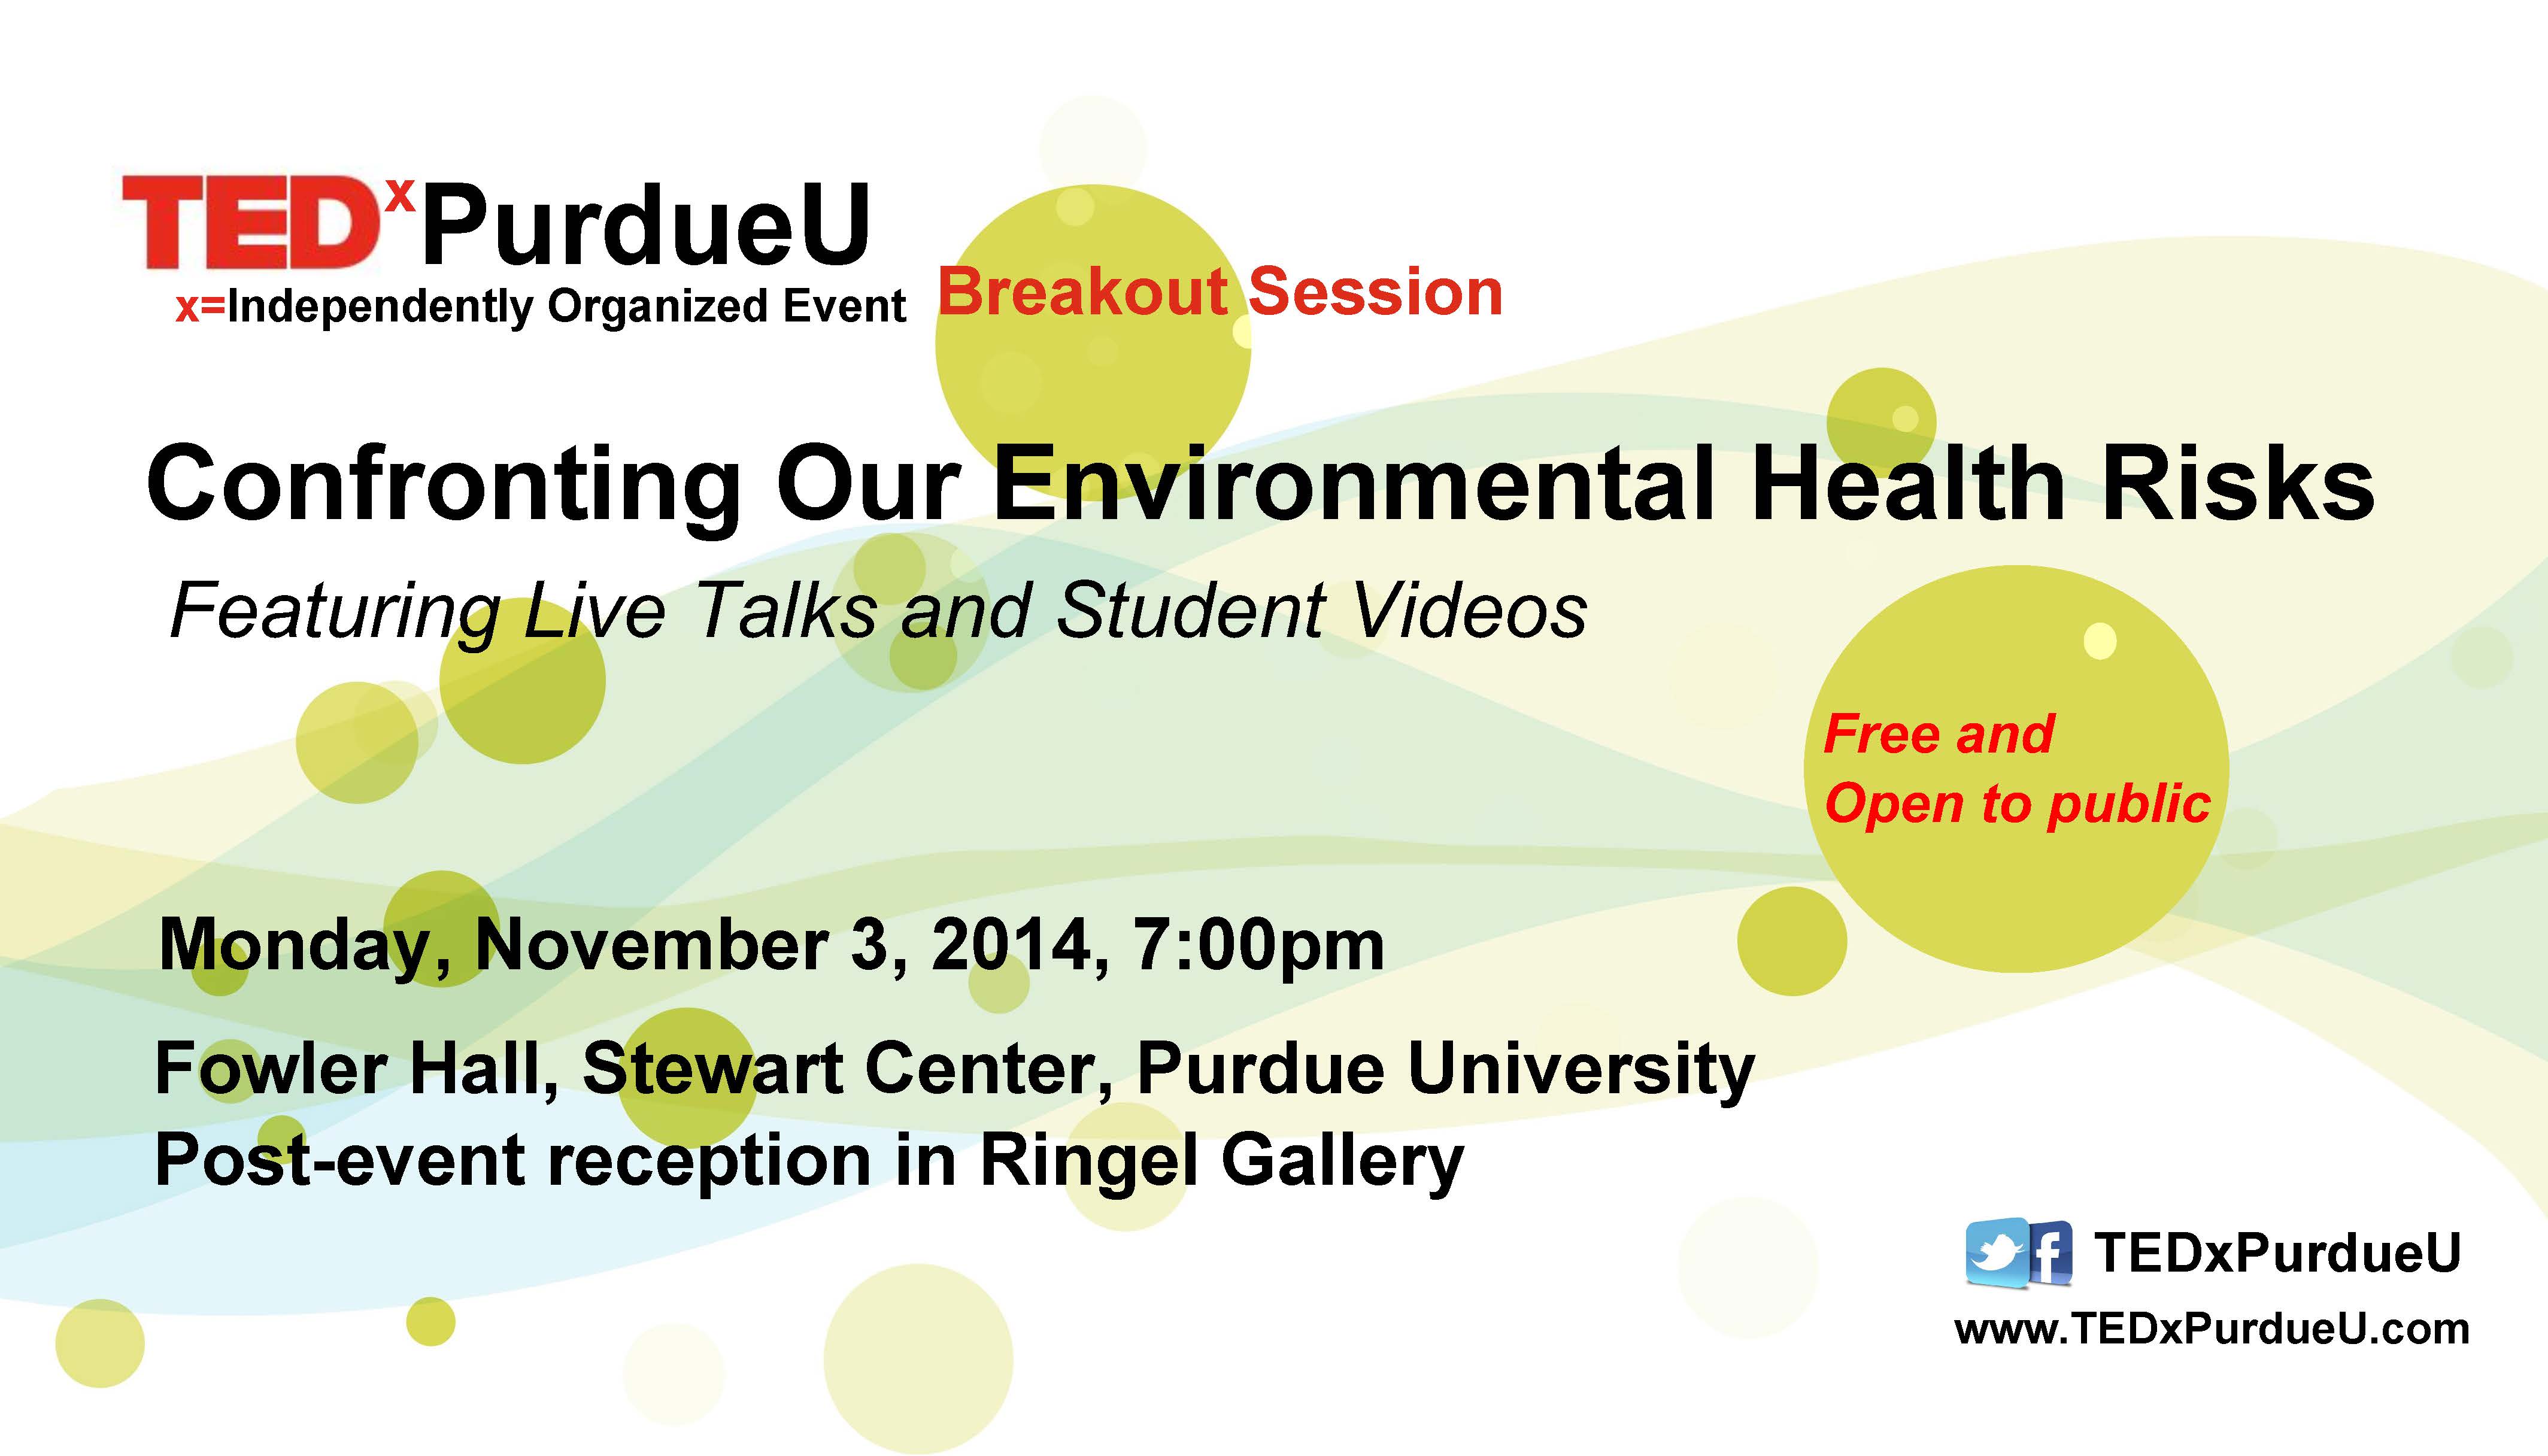 TEDxPurdueU
x=Independently Organized Event
Breakout Session
Confronting Our Environmental Health Risks
Featuring Live Talks and Student Videos
Free and
Open to public
Monday, November 3, 2014, 7:00pm
Fowler Hall, Stewart Center, Purdue University
Post-event reception in Ringel Gallery
f TEDxPurdueU
www.TEDxPurdueU.com